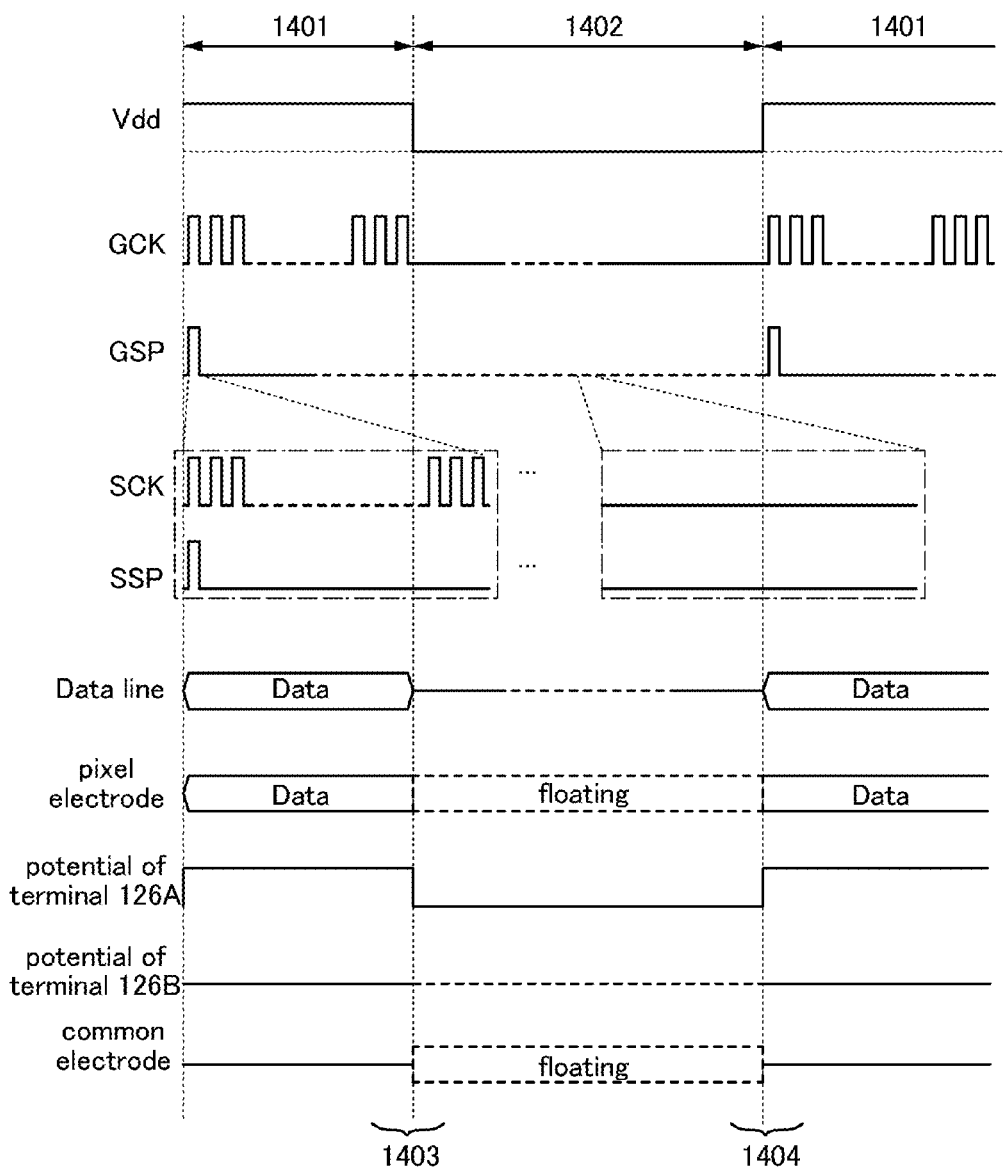 1401 1402 1401
Vdd
GCK
GSP
SCK ...
SSP ...
Data line Data Data
pixel
electrode Data floating Data
potential of
terminal 126A
potential of
terminal 126B
common
electrode floating
1403 1404